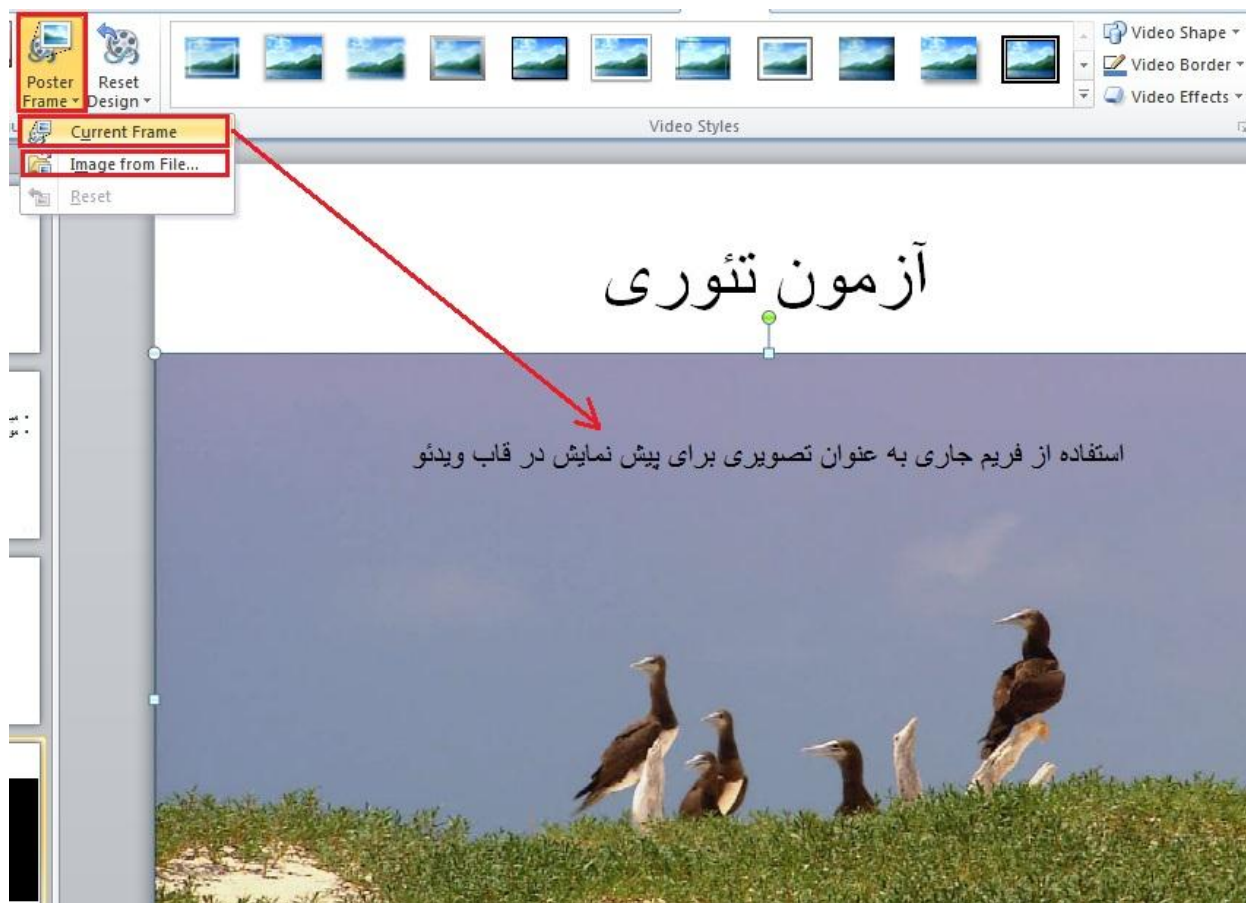 Poster Frame
Reset Design
Video Shape
Video Border
Video Effects
Current Frame
Video Styles
Image from File...
Reset
آزمون تئوری
استفاده از فریم جاری به عنوان تصویری برای پیش نمایش در قاب ویدئو